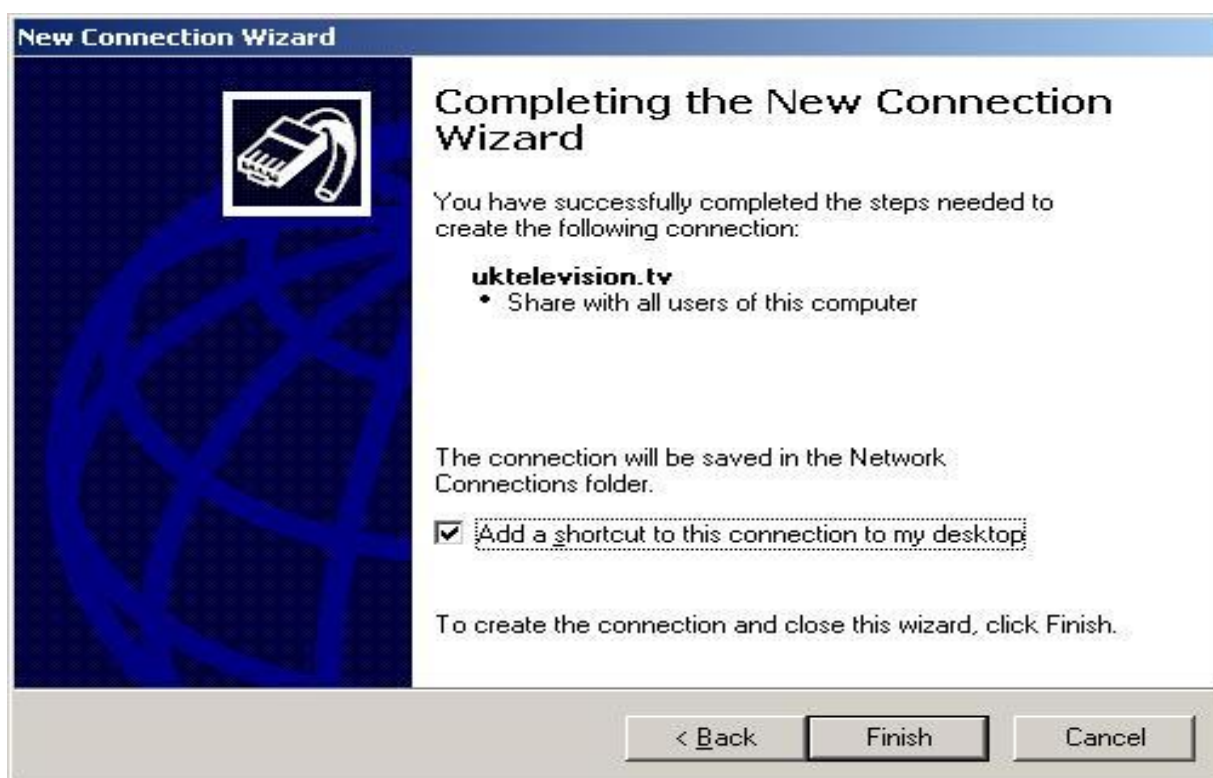 New Connection Wizard
Completing the New Connection
Wizard
You have successfully completed the steps needed to
create the following connection:
uktelevision.tv
• Share with all users of this computer
The connection will be saved in the Network
Connections folder.
Add a shortcut to this connection to my desktop
To create the connection and close this wizard, click Finish.
< Back
Finish
Cancel